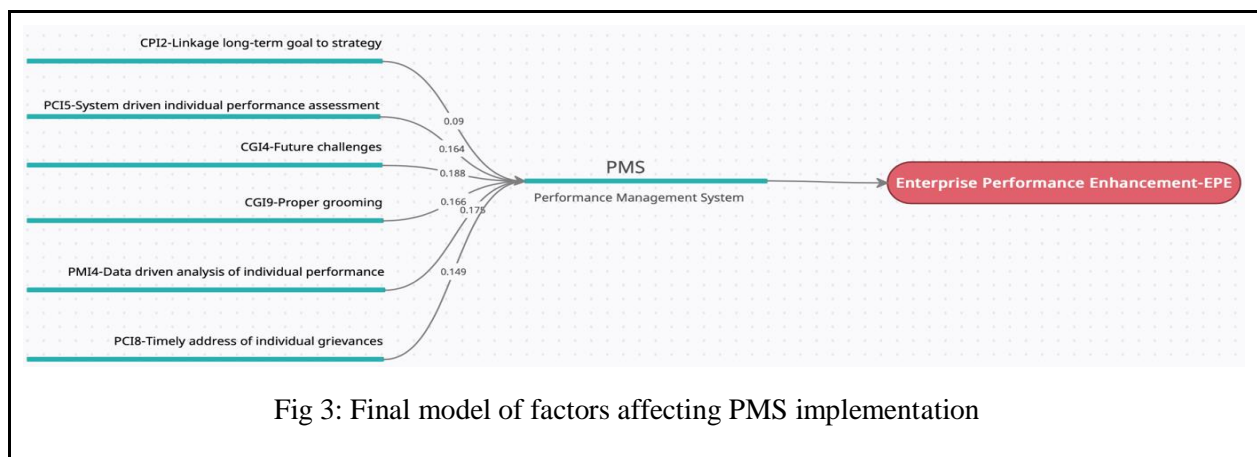 CPI2-Linkage long-term goal to strategy
PCI5-System driven individual performance assessment
CGI4-Future challenges
CGI9-Proper grooming
PMI4-Data driven analysis of individual performance
PCI8-Timely address of individual grievances
0.09
0.164
0.188
0.166
0.175
0.149
PMS
Performance Management System
Enterprise Performance Enhancement-EPE
Fig 3: Final model of factors affecting PMS implementation